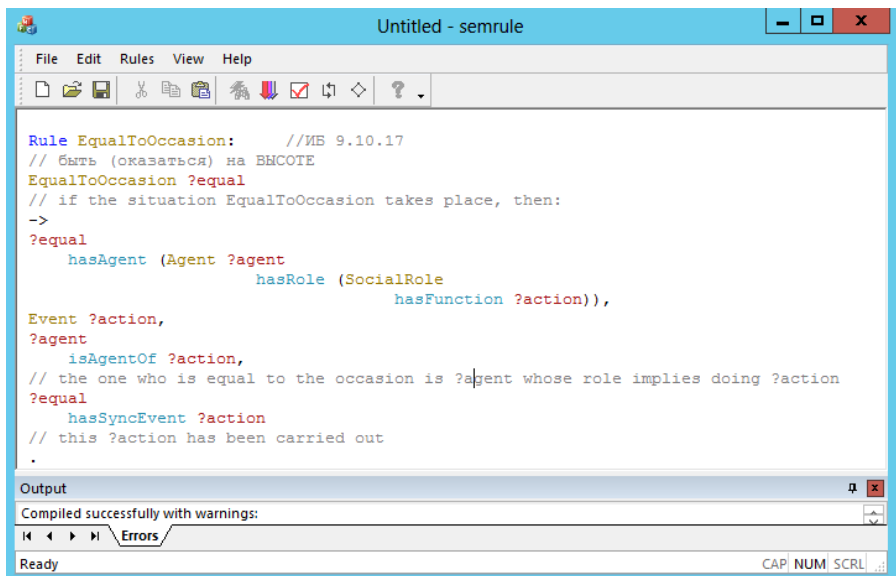 Untitled - semrule
File Edit Rules View Help
Rule EqualToOccasion: //ИБ 9.10.17
// быть (оказаться) на ВЫСОТЕ
EqualToOccasion ?equal
// if the situation EqualToOccasion takes place, then:
->
?equal
hasAgent (Agent ?agent
hasRole (SocialRole
hasFunction ?action)),
Event ?action,
?agent
isAgentOf ?action,
// the one who is equal to the occasion is ?agent whose role implies doing ?action
?equal
hasSyncEvent ?action
// this ?action has been carried out
.
Output
Compiled successfully with warnings:
Errors
Ready CAP NUM SCRL